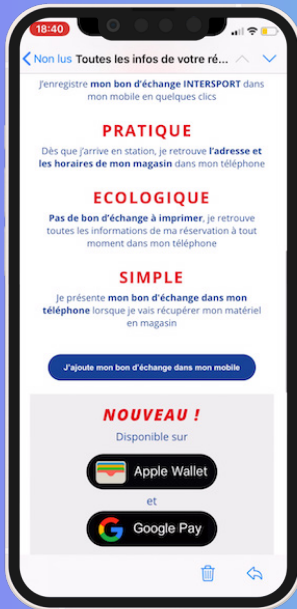 18:40
Non lus Toutes les infos de votre ré...
J'enregistre mon bon d'échange INTERSPORT dans
mon mobile en quelques clics
PRATIQUE
Dès que j'arrive en station, je retrouve l'adresse et
les horaires de mon magasin dans mon téléphone
ECOLOGIQUE
Pas de bon d'échange à imprimer, je retrouve
toutes les informations de ma réservation à tout
moment dans mon téléphone
SIMPLE
Je présente mon bon d'échange dans mon
téléphone lorsque je vais récupérer mon matériel
en magasin
J'ajoute mon bon d'échange dans mon mobile
NOUVEAU !
Disponible sur
Apple Wallet
et
Google Pay